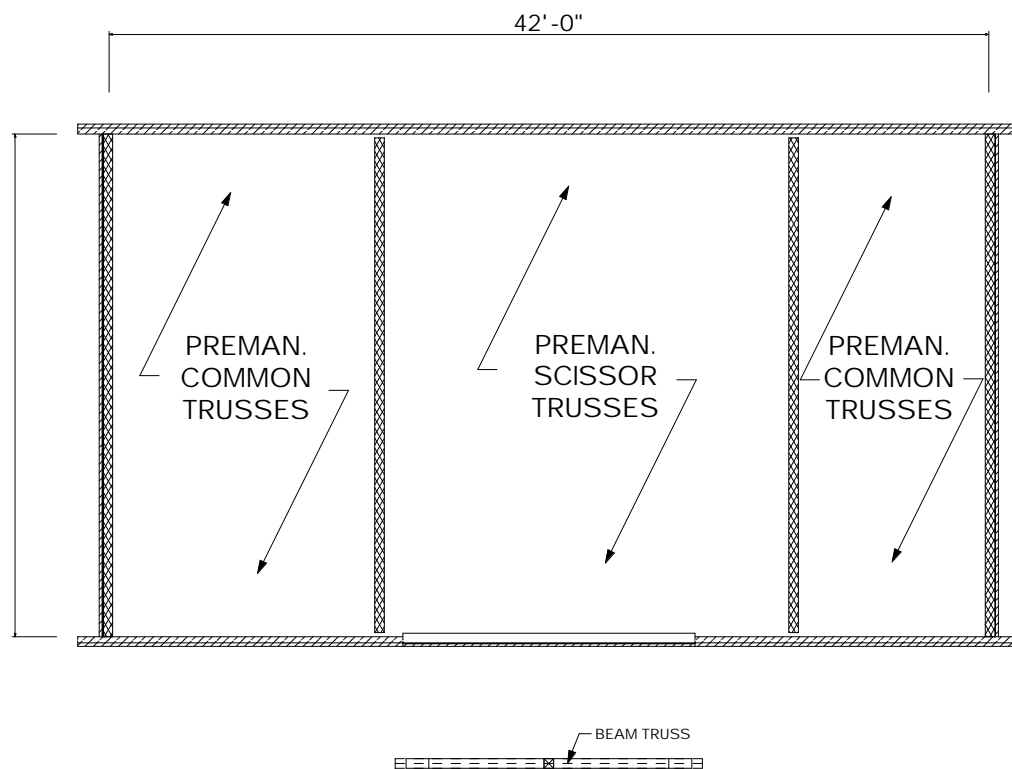 42'-0"
PREMAN.
COMMON
TRUSSES
PREMAN.
SCISSOR
TRUSSES
PREMAN.
COMMON
TRUSSES
BEAM TRUSS